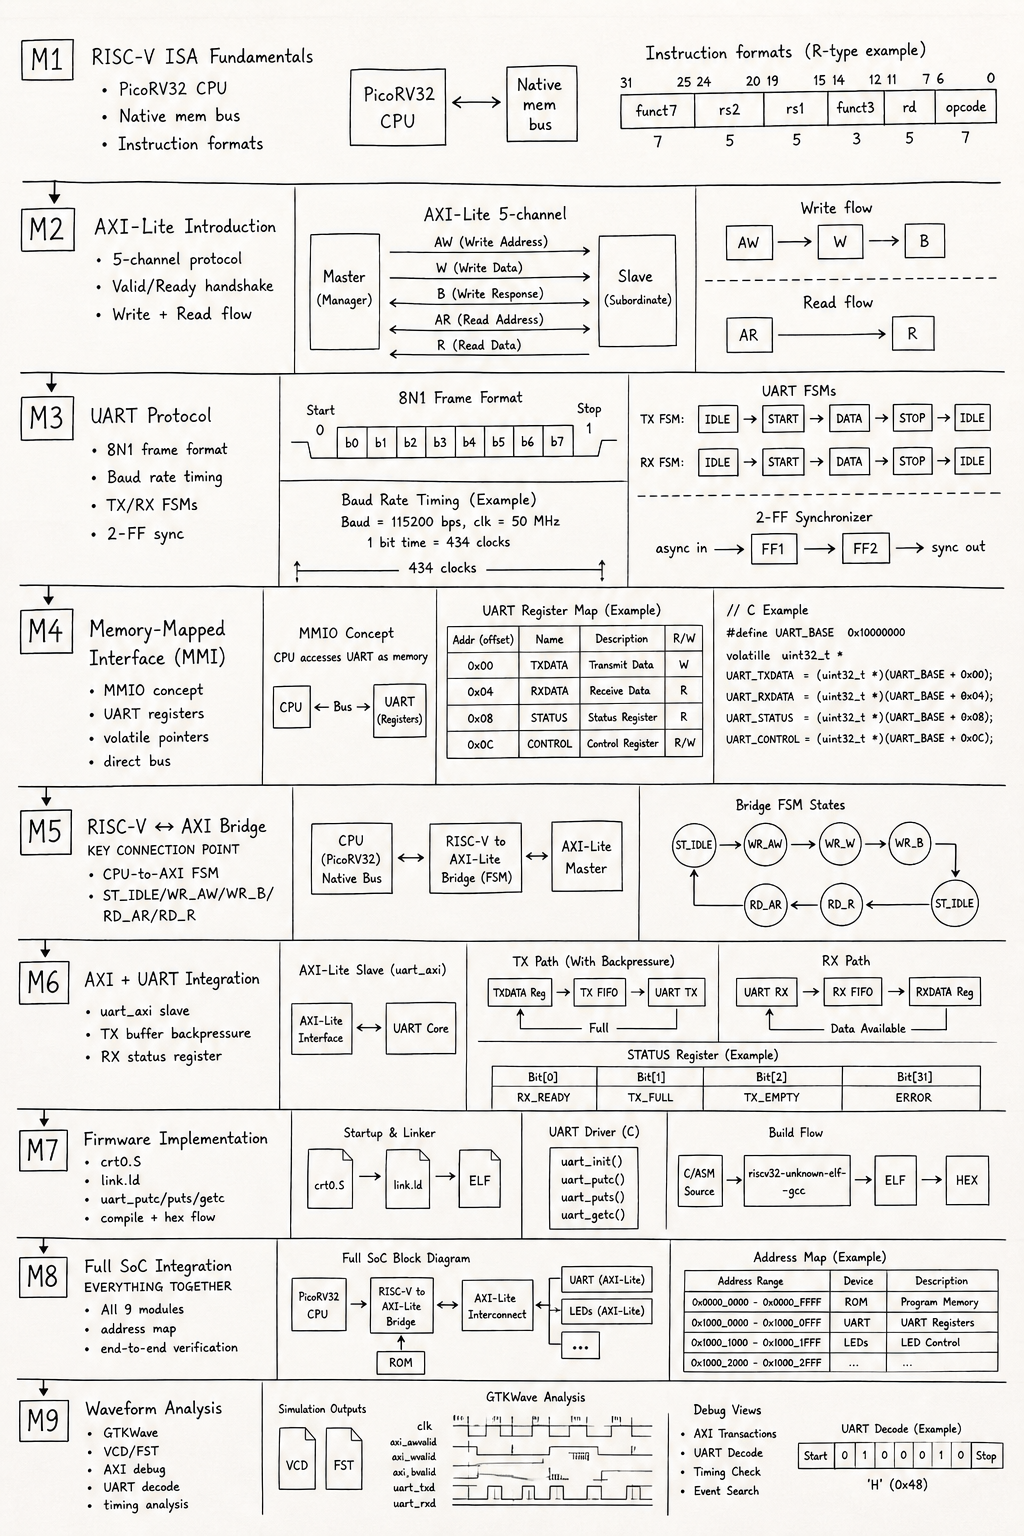 M1
RISC-V ISA Fundamentals
• PicoRV32 CPU
• Native mem bus
• Instruction formats
PicoRV32
CPU
Native
mem
bus
Instruction formats (R-type example)
31 25 24 20 19 15 14 12 11 7 6 0
funct7 rs2 rs1 funct3 rd opcode
7 5 5 3 5 7
M2
AXI-Lite Introduction
• 5-channel protocol
• Valid/Ready handshake
• Write + Read flow
AXI-Lite 5-channel
Master
(Manager)
AW (Write Address)
W (Write Data)
B (Write Response)
AR (Read Address)
R (Read Data)
Slave
(Subordinate)
Write flow
AW W B
Read flow
AR R
M3
UART Protocol
• 8N1 frame format
• Baud rate timing
• TX/RX FSMs
• 2-FF sync
8N1 Frame Format
Start Stop
0 b0 b1 b2 b3 b4 b5 b6 b7 1
Baud Rate Timing (Example)
Baud = 115200 bps, clk = 50 MHz
1 bit time = 434 clocks
434 clocks
UART FSMs
TX FSM: IDLE START DATA STOP IDLE
RX FSM: IDLE START DATA STOP IDLE
2-FF Synchronizer
async in FF1 FF2 sync out
M4
Memory-Mapped
Interface (MMI)
• MMIO concept
• UART registers
• volatile pointers
• direct bus
MMIO Concept
CPU accesses UART as memory
CPU Bus UART
(Registers)
UART Register Map (Example)
Addr (offset) Name Description R/W
0x00 TXDATA Transmit Data W
0x04 RXDATA Receive Data R
0x08 STATUS Status Register R
0x0C CONTROL Control Register R/W
// C Example
#define UART_BASE 0x10000000
volatille uint32_t *
UART_TXDATA = (uint32_t *)(UART_BASE + 0x00);
UART_RXDATA = (uint32_t *)(UART_BASE + 0x04);
UART_STATUS = (uint32_t *)(UART_BASE + 0x08);
UART_CONTROL = (uint32_t *)(UART_BASE + 0x0C);
M5
RISC-V ↔ AXI Bridge
KEY CONNECTION POINT
• CPU-to-AXI FSM
• ST_IDLE/WR_AW/WR_B/
RD_AR/RD_R
CPU
(PicoRV32)
Native Bus
RISC-V to
AXI-Lite
Bridge (FSM)
AXI-Lite
Master
Bridge FSM States
ST_IDLE WR_AW WR_W WR_B
RD_AR RD_R ST_IDLE
M6
AXI + UART Integration
• uart_axi slave
• TX buffer backpressure
• RX status register
AXI-Lite Slave (uart_axi)
AXI-Lite
Interface
UART Core
TX Path (With Backpressure)
TXDATA Reg TX FIFO UART TX
Full
RX Path
UART RX RX FIFO RXDATA Reg
Data Available
STATUS Register (Example)
Bit[0] Bit[1] Bit[2] Bit[31]
RX_READY TX_FULL TX_EMPTY ERROR
M7
Firmware Implementation
• crt0.S
• link.ld
• uart_putc/puts/getc
• compile + hex flow
Startup & Linker
crt0.S link.ld ELF
UART Driver (C)
uart_init()
uart_putc()
uart_puts()
uart_getc()
Build Flow
C/ASM
Source
riscv32-unknown-elf-
-gcc
ELF HEX
M8
Full SoC Integration
EVERYTHING TOGETHER
• All 9 modules
• address map
• end-to-end verification
Full SoC Block Diagram
PicoRV32
CPU
RISC-V to
AXI-Lite
Bridge
ROM
AXI-Lite
Interconnect
UART (AXI-Lite)
LEDs (AXI-Lite)
...
Address Map (Example)
Address Range Device Description
0x0000_0000 - 0x0000_FFFF ROM Program Memory
0x1000_0000 - 0x1000_0FFF UART UART Registers
0x1000_1000 - 0x1000_1FFF LEDs LED Control
0x1000_2000 - 0x1000_2FFF ... ...
M9
Waveform Analysis
• GTKWave
• VCD/FST
• AXI debug
• UART decode
• timing analysis
Simulation Outputs
VCD FST
GTKWave Analysis
clk
axi_awvalid
axi_wvalid
axi_bvalid
uart_txd
uart_rxd
Debug Views
• AXI Transactions
• UART Decode
• Timing Check
• Event Search
UART Decode (Example)
Start 0 1 0 0 0 1 0 Stop
'H' (0x48)